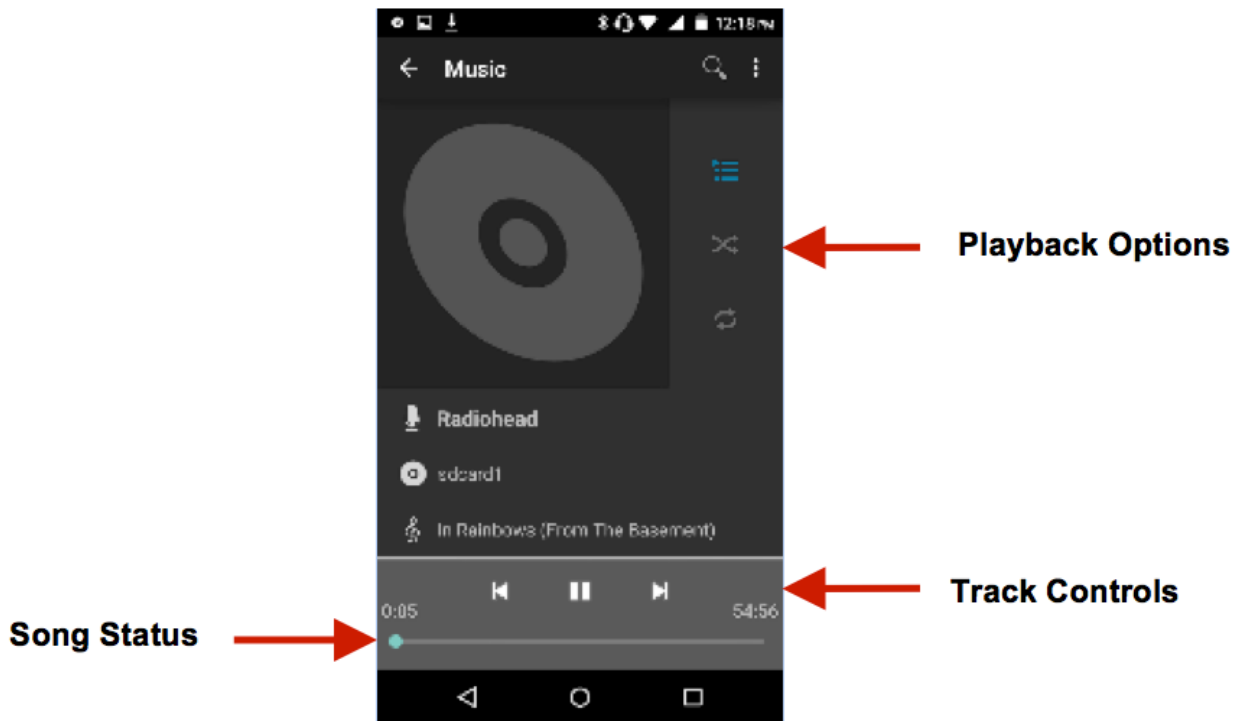 12:18 PM
Music
Playback Options
Radiohead
sdcard1
In Rainbows (From The Basement)
Track Controls
0:05
54:56
Song Status